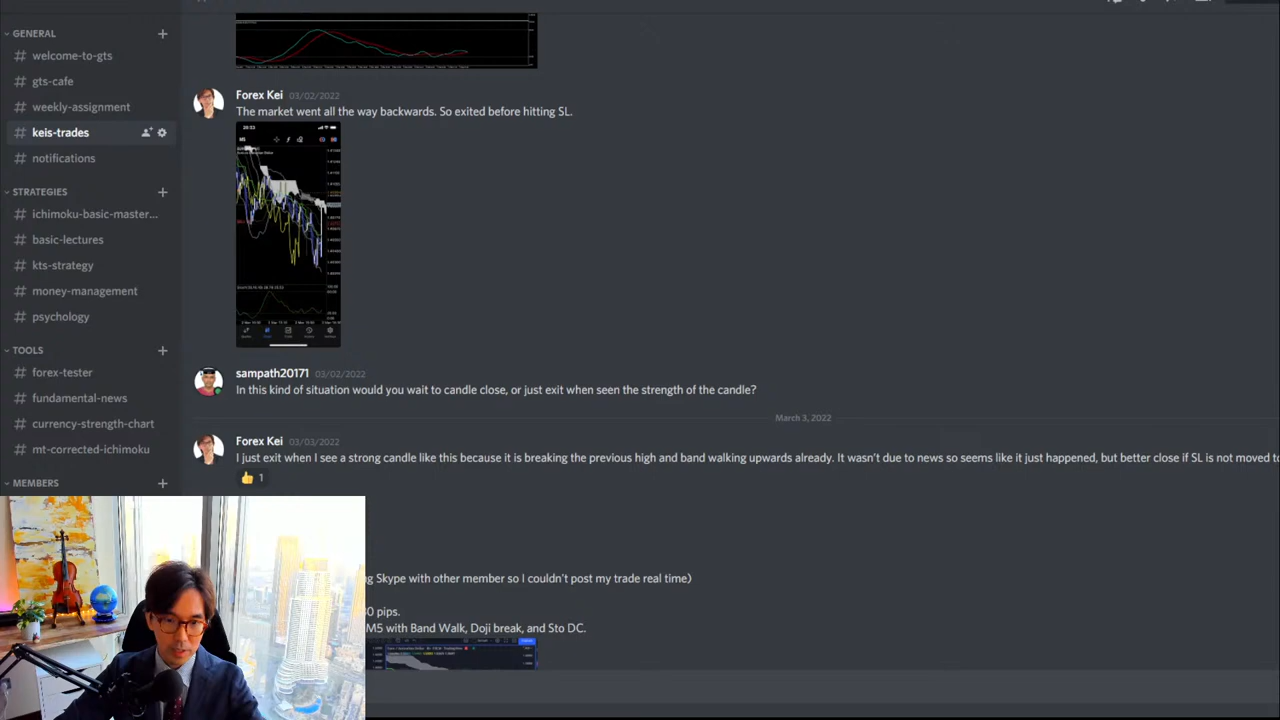 GENERAL
# welcome-to-gts
# gts-cafe
# weekly-assignment
# keis-trades
# notifications
STRATEGIES
# ichimoku-basic-master...
# basic-lectures
# kts-strategy
# money-management
# psychology
TOOLS
# forex-tester
# fundamental-news
# currency-strength-chart
# mt-corrected-ichimoku
MEMBERS
Forex Kei 03/02/2022
The market went all the way backwards. So exited before hitting SL.
20:33
sampath20171 03/02/2022
In this kind of situation would you wait to candle close, or just exit when seen the strength of the candle?
March 3, 2022
Forex Kei 03/03/2022
I just exit when I see a strong candle like this because it is breaking the previous high and band walking upwards already. It wasn't due to news so seems like it just happened, but better close if SL is not moved to
👍 1
g Skype with other member so I couldn't post my trade real time)
30 pips.
M5 with Band Walk, Doji break, and Sto DC.